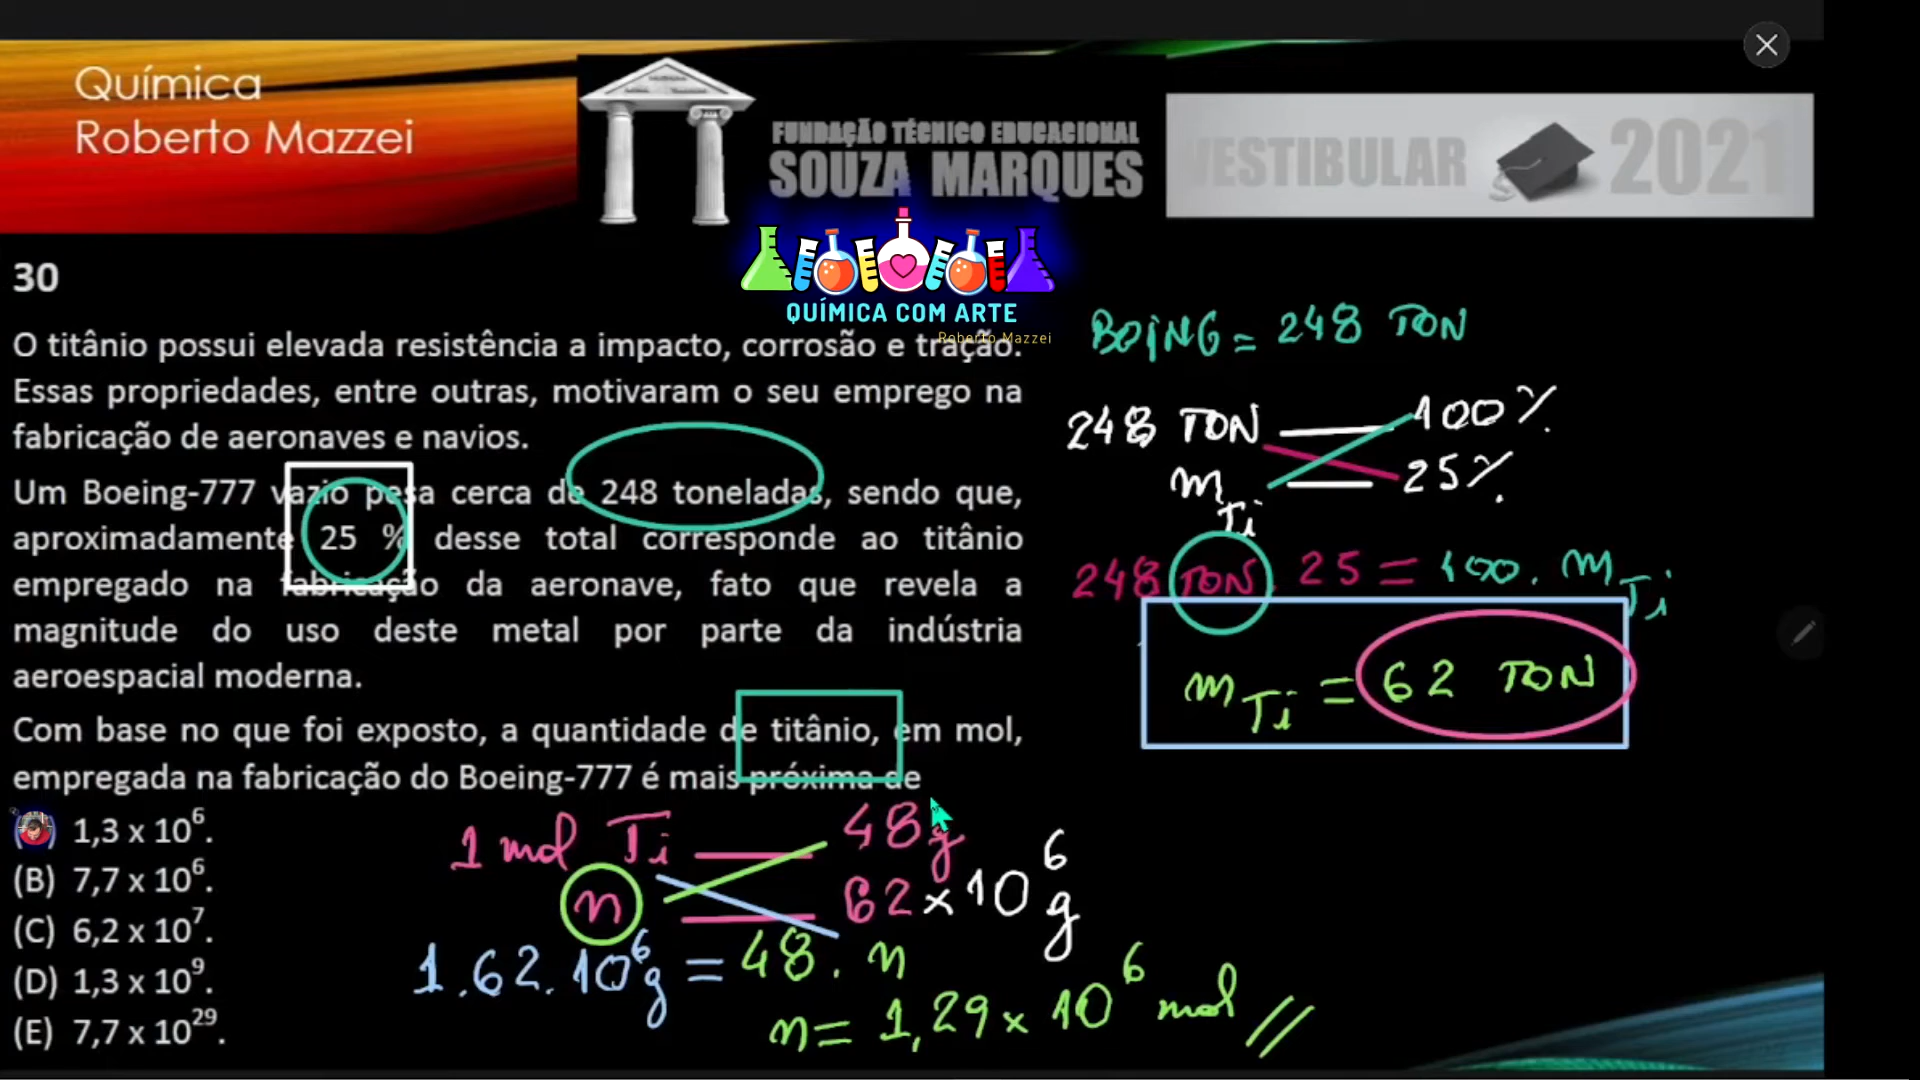 Química
Roberto Mazzei
FUNDAÇÃO TÉCNICO EDUCACIONAL
SOUZA MARQUES
VESTIBULAR 2021
QUÍMICA COM ARTE
Roberto Mazzei
30
O titânio possui elevada resistência a impacto, corrosão e tração.
Essas propriedades, entre outras, motivaram o seu emprego na
fabricação de aeronaves e navios.
Um Boeing-777 vazio pesa cerca de 248 toneladas, sendo que,
aproximadamente 25 % desse total corresponde ao titânio
empregado na fabricação da aeronave, fato que revela a
magnitude do uso deste metal por parte da indústria
aeroespacial moderna.
Com base no que foi exposto, a quantidade de titânio, em mol,
empregada na fabricação do Boeing-777 é mais próxima de
1,3 x 10⁶.
(B) 7,7 x 10⁶.
(C) 6,2 x 10⁷.
(D) 1,3 x 10⁹.
(E) 7,7 x 10²⁹.
BOING = 248 TON
248 TON 100%
m Ti 25%
248 TON . 25 = 100 . m Ti
m Ti = 62 TON
1 mol Ti 48g
n 62 x 10⁶ g
1.62.10⁶ g = 48 . n
n = 1,29 x 10⁶ mol //